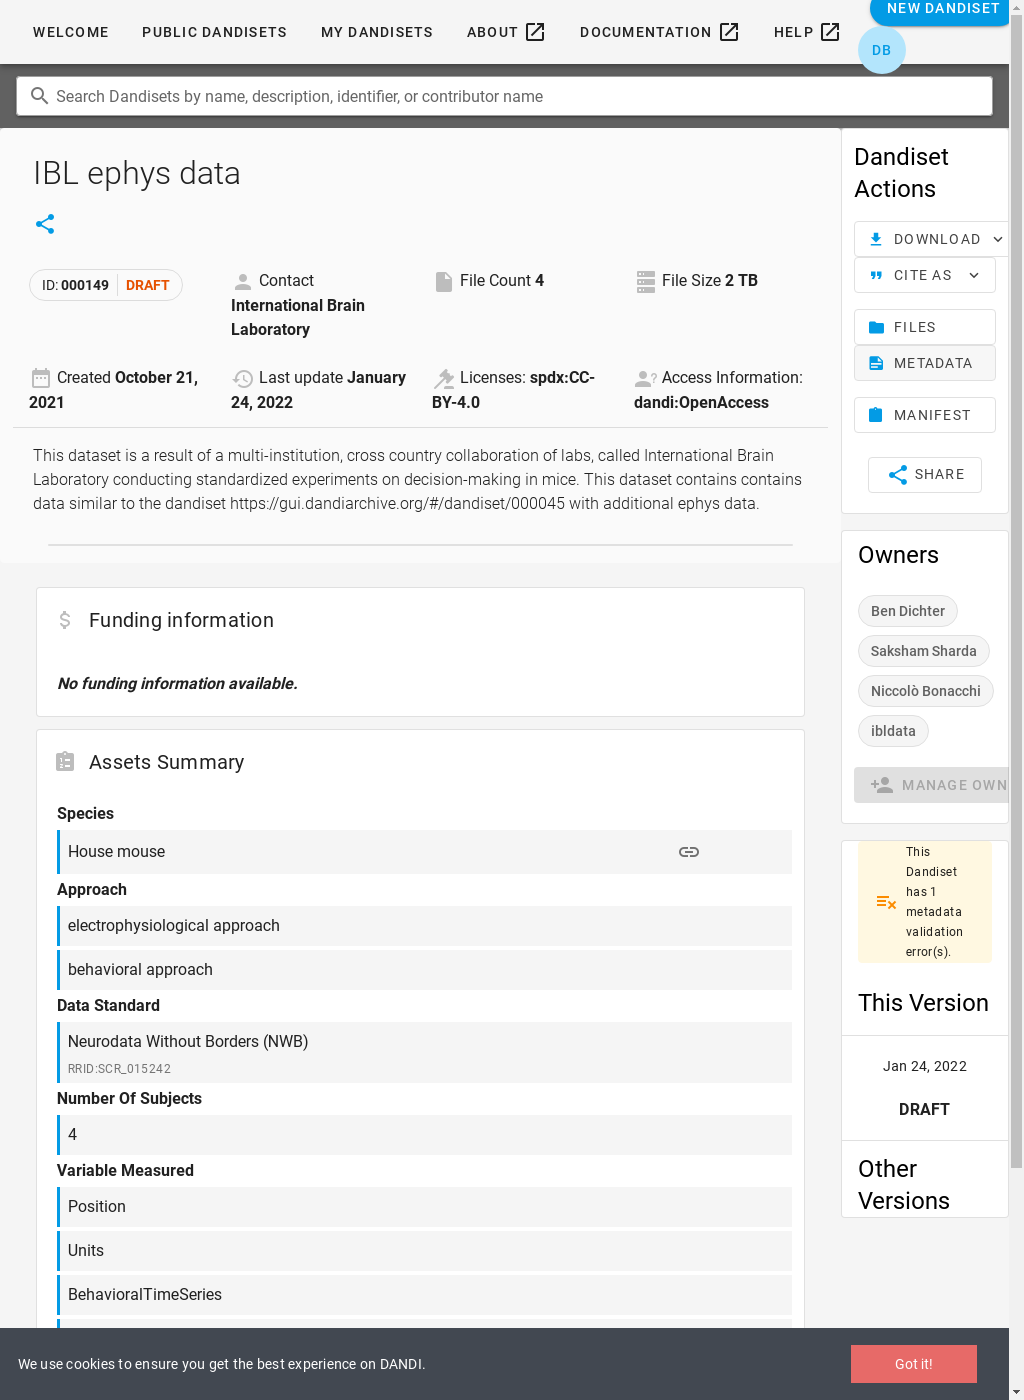 WELCOME
PUBLIC DANDISETS
MY DANDISETS
ABOUT
DOCUMENTATION
HELP
NEW DANDISET
DB
Search Dandisets by name, description, identifier, or contributor name
IBL ephys data
ID: 000149
DRAFT
Contact
International Brain
Laboratory
File Count 4
File Size 2 TB
Created October 21,
2021
Last update January
24, 2022
Licenses: spdx:CC-
BY-4.0
Access Information:
dandi:OpenAccess
This dataset is a result of a multi-institution, cross country collaboration of labs, called International Brain
Laboratory conducting standardized experiments on decision-making in mice. This dataset contains contains
data similar to the dandiset https://gui.dandiarchive.org/#/dandiset/000045 with additional ephys data.
Funding information
No funding information available.
Assets Summary
Species
House mouse
Approach
electrophysiological approach
behavioral approach
Data Standard
Neurodata Without Borders (NWB)
RRID:SCR_015242
Number Of Subjects
4
Variable Measured
Position
Units
BehavioralTimeSeries
Dandiset
Actions
DOWNLOAD
CITE AS
FILES
METADATA
MANIFEST
SHARE
Owners
Ben Dichter
Saksham Sharda
Niccolò Bonacchi
ibldata
MANAGE OWN
This
Dandiset
has 1
metadata
validation
error(s).
This Version
Jan 24, 2022
DRAFT
Other
Versions
We use cookies to ensure you get the best experience on DANDI.
Got it!